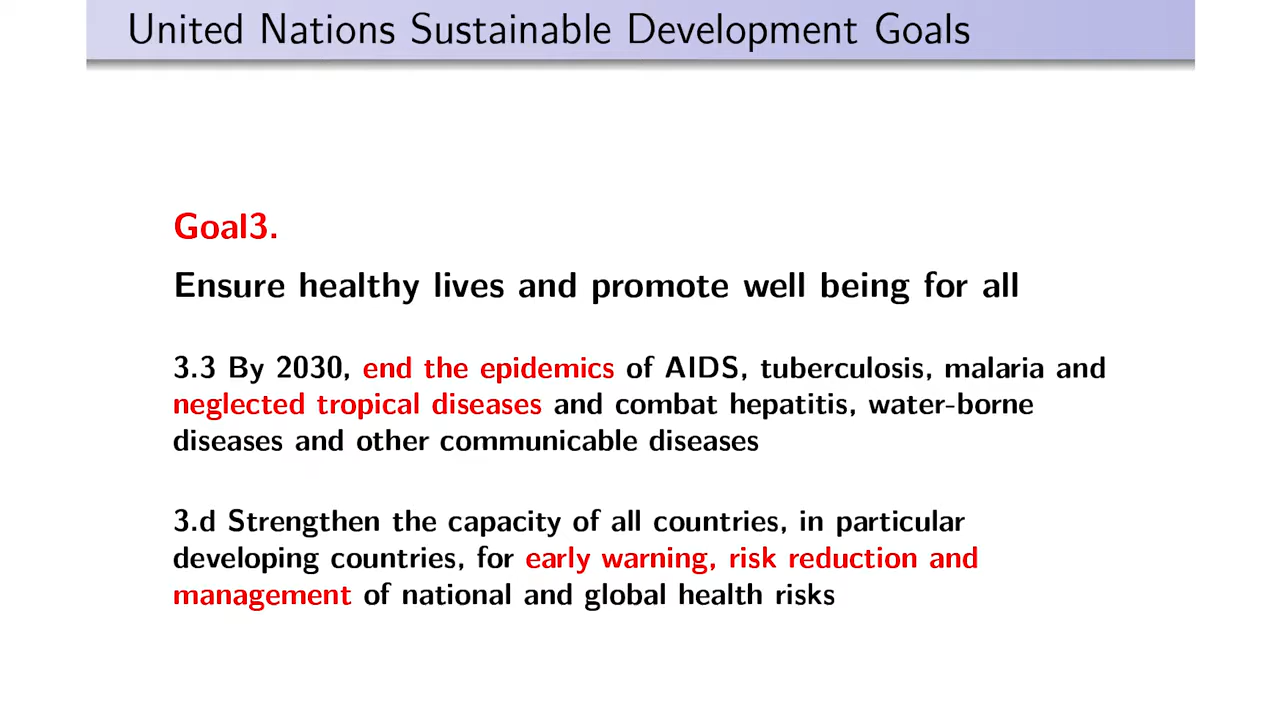 United Nations Sustainable Development Goals
Goal3.
Ensure healthy lives and promote well being for all
3.3 By 2030, end the epidemics of AIDS, tuberculosis, malaria and
neglected tropical diseases and combat hepatitis, water-borne
diseases and other communicable diseases
3.d Strengthen the capacity of all countries, in particular
developing countries, for early warning, risk reduction and
management of national and global health risks